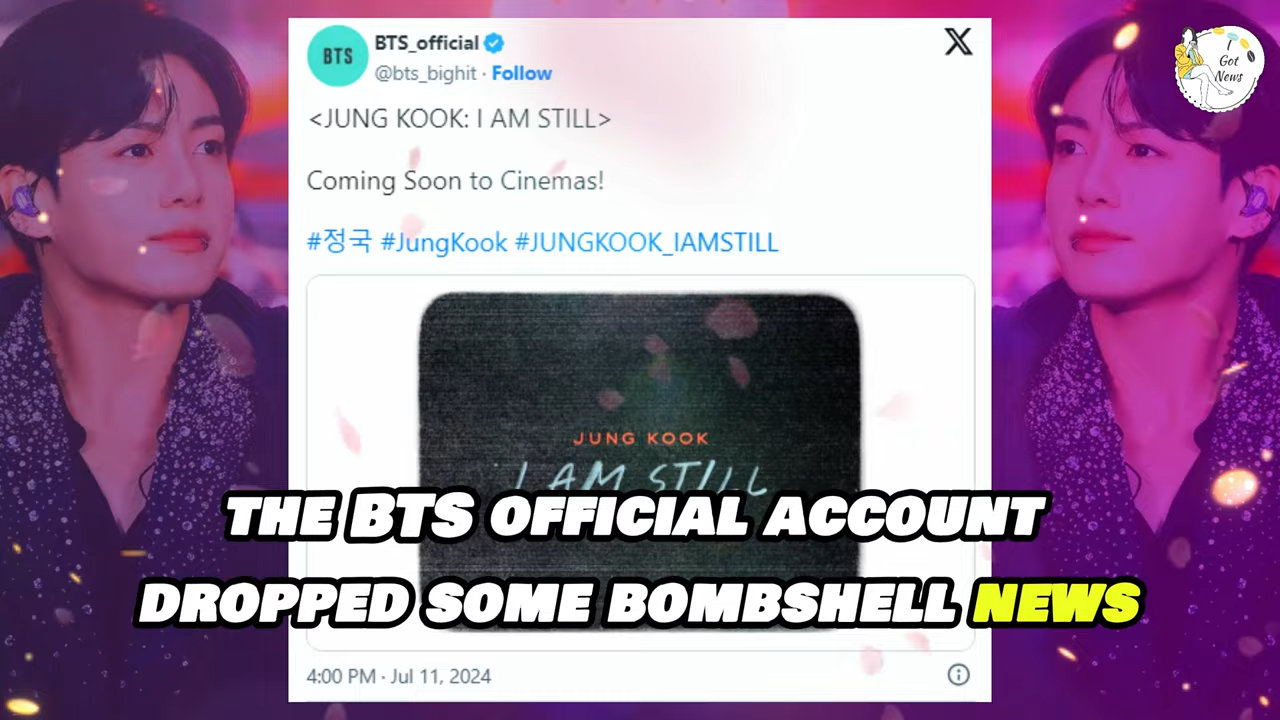 BTS
BTS_official
@bts_bighit · Follow
<JUNG KOOK: I AM STILL>
Coming Soon to Cinemas!
#정국 #JungKook #JUNGKOOK_IAMSTILL
JUNG KOOK
I AM STILL
THE BTS OFFICIAL ACCOUNT
DROPPED SOME BOMBSHELL NEWS
4:00 PM · Jul 11, 2024
I
Got
News